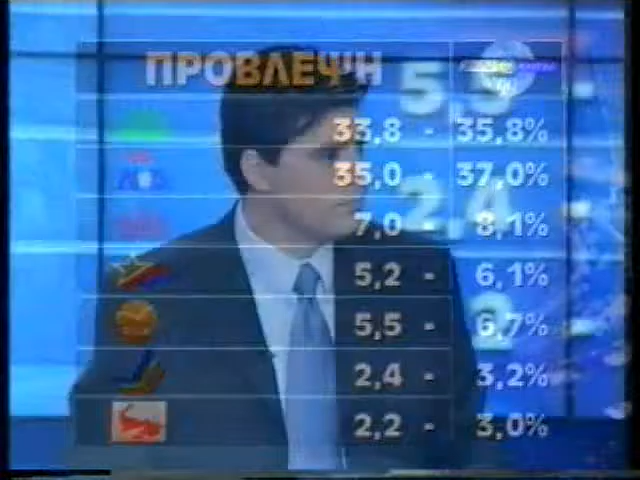 33,8 - 35,8%
35,0 - 37,0%
7,0 - 8,1%
5,2 - 6,1%
5,5 - 6,7%
2,4 - 3,2%
2,2 - 3,0%